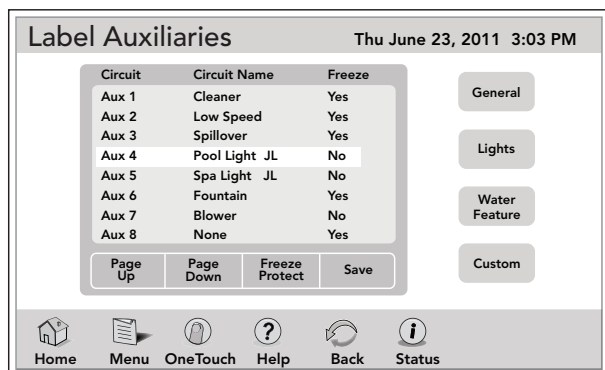 Label Auxiliaries Thu June 23, 2011 3:03 PM
Circuit Circuit Name Freeze
Aux 1 Cleaner Yes
Aux 2 Low Speed Yes
Aux 3 Spillover Yes
Aux 4 Pool Light JL No
Aux 5 Spa Light JL No
Aux 6 Fountain Yes
Aux 7 Blower No
Aux 8 None Yes
Page Up Page Down Freeze Protect Save
General
Lights
Water
Feature
Custom
Home Menu OneTouch Help Back Status